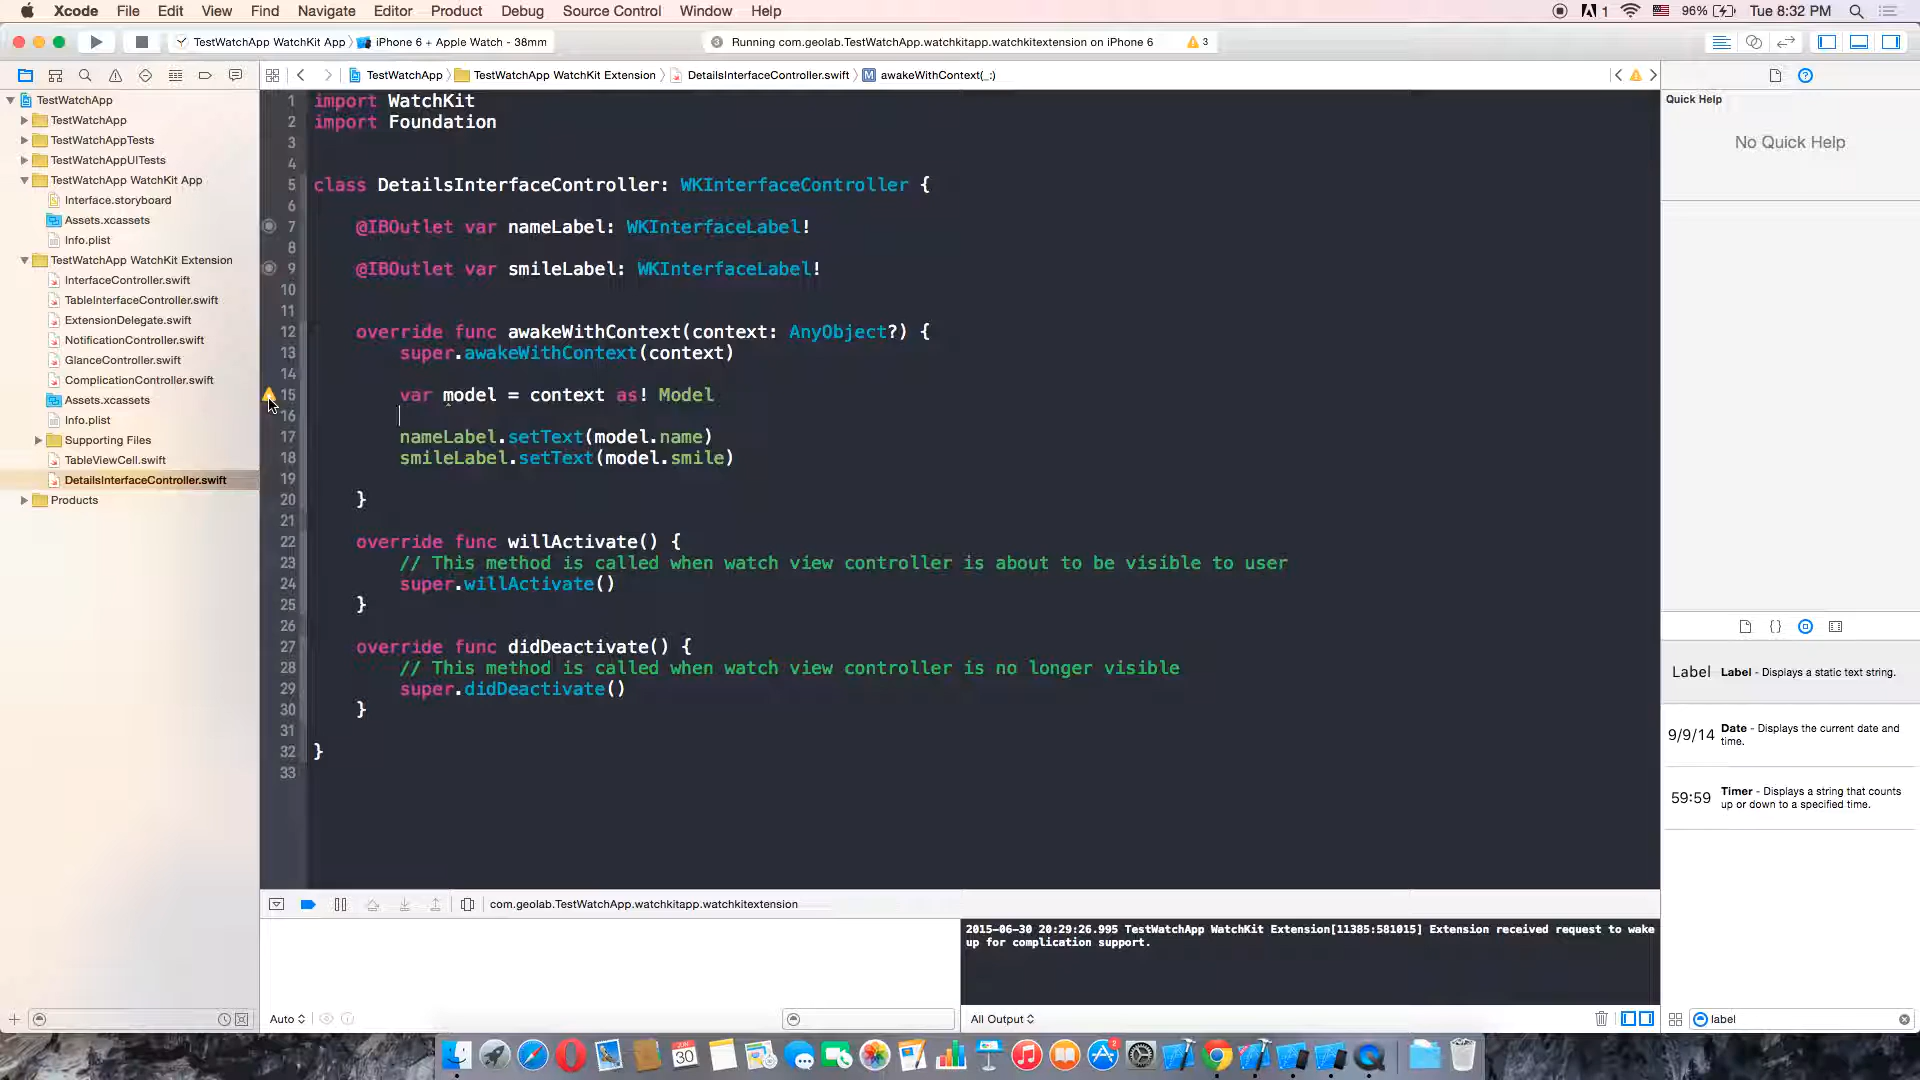 Xcode File Edit View Find Navigate Editor Product Debug Source Control Window Help
1 96% Tue 8:32 PM
TestWatchApp WatchKit App iPhone 6 + Apple Watch - 38mm
Running com.geolab.TestWatchApp.watchkitapp.watchkitextension on iPhone 6
3
TestWatchApp TestWatchApp WatchKit Extension DetailsInterfaceController.swift M awakeWithContext(_:)
TestWatchApp
TestWatchApp
TestWatchAppTests
TestWatchAppUITests
TestWatchApp WatchKit App
Interface.storyboard
Assets.xcassets
Info.plist
TestWatchApp WatchKit Extension
InterfaceController.swift
TableInterfaceController.swift
ExtensionDelegate.swift
NotificationController.swift
GlanceController.swift
ComplicationController.swift
Assets.xcassets
Info.plist
Supporting Files
TableViewCell.swift
DetailsInterfaceController.swift
Products
1 import WatchKit
2 import Foundation
3
4
5 class DetailsInterfaceController: WKInterfaceController {
6
7 @IBOutlet var nameLabel: WKInterfaceLabel!
8
9 @IBOutlet var smileLabel: WKInterfaceLabel!
10
11
12 override func awakeWithContext(context: AnyObject?) {
13 super.awakeWithContext(context)
14
15 var model = context as! Model
16
17 nameLabel.setText(model.name)
18 smileLabel.setText(model.smile)
19
20 }
21
22 override func willActivate() {
23 // This method is called when watch view controller is about to be visible to user
24 super.willActivate()
25 }
26
27 override func didDeactivate() {
28 // This method is called when watch view controller is no longer visible
29 super.didDeactivate()
30 }
31
32 }
33
com.geolab.TestWatchApp.watchkitapp.watchkitextension
2015-06-30 20:29:26.995 TestWatchApp WatchKit Extension[11385:581015] Extension received request to wake
up for complication support.
Auto
All Output
Quick Help
No Quick Help
Label Label - Displays a static text string.
9/9/14 Date - Displays the current date and
time.
59:59 Timer - Displays a string that counts
up or down to a specified time.
label
JUN
30
2